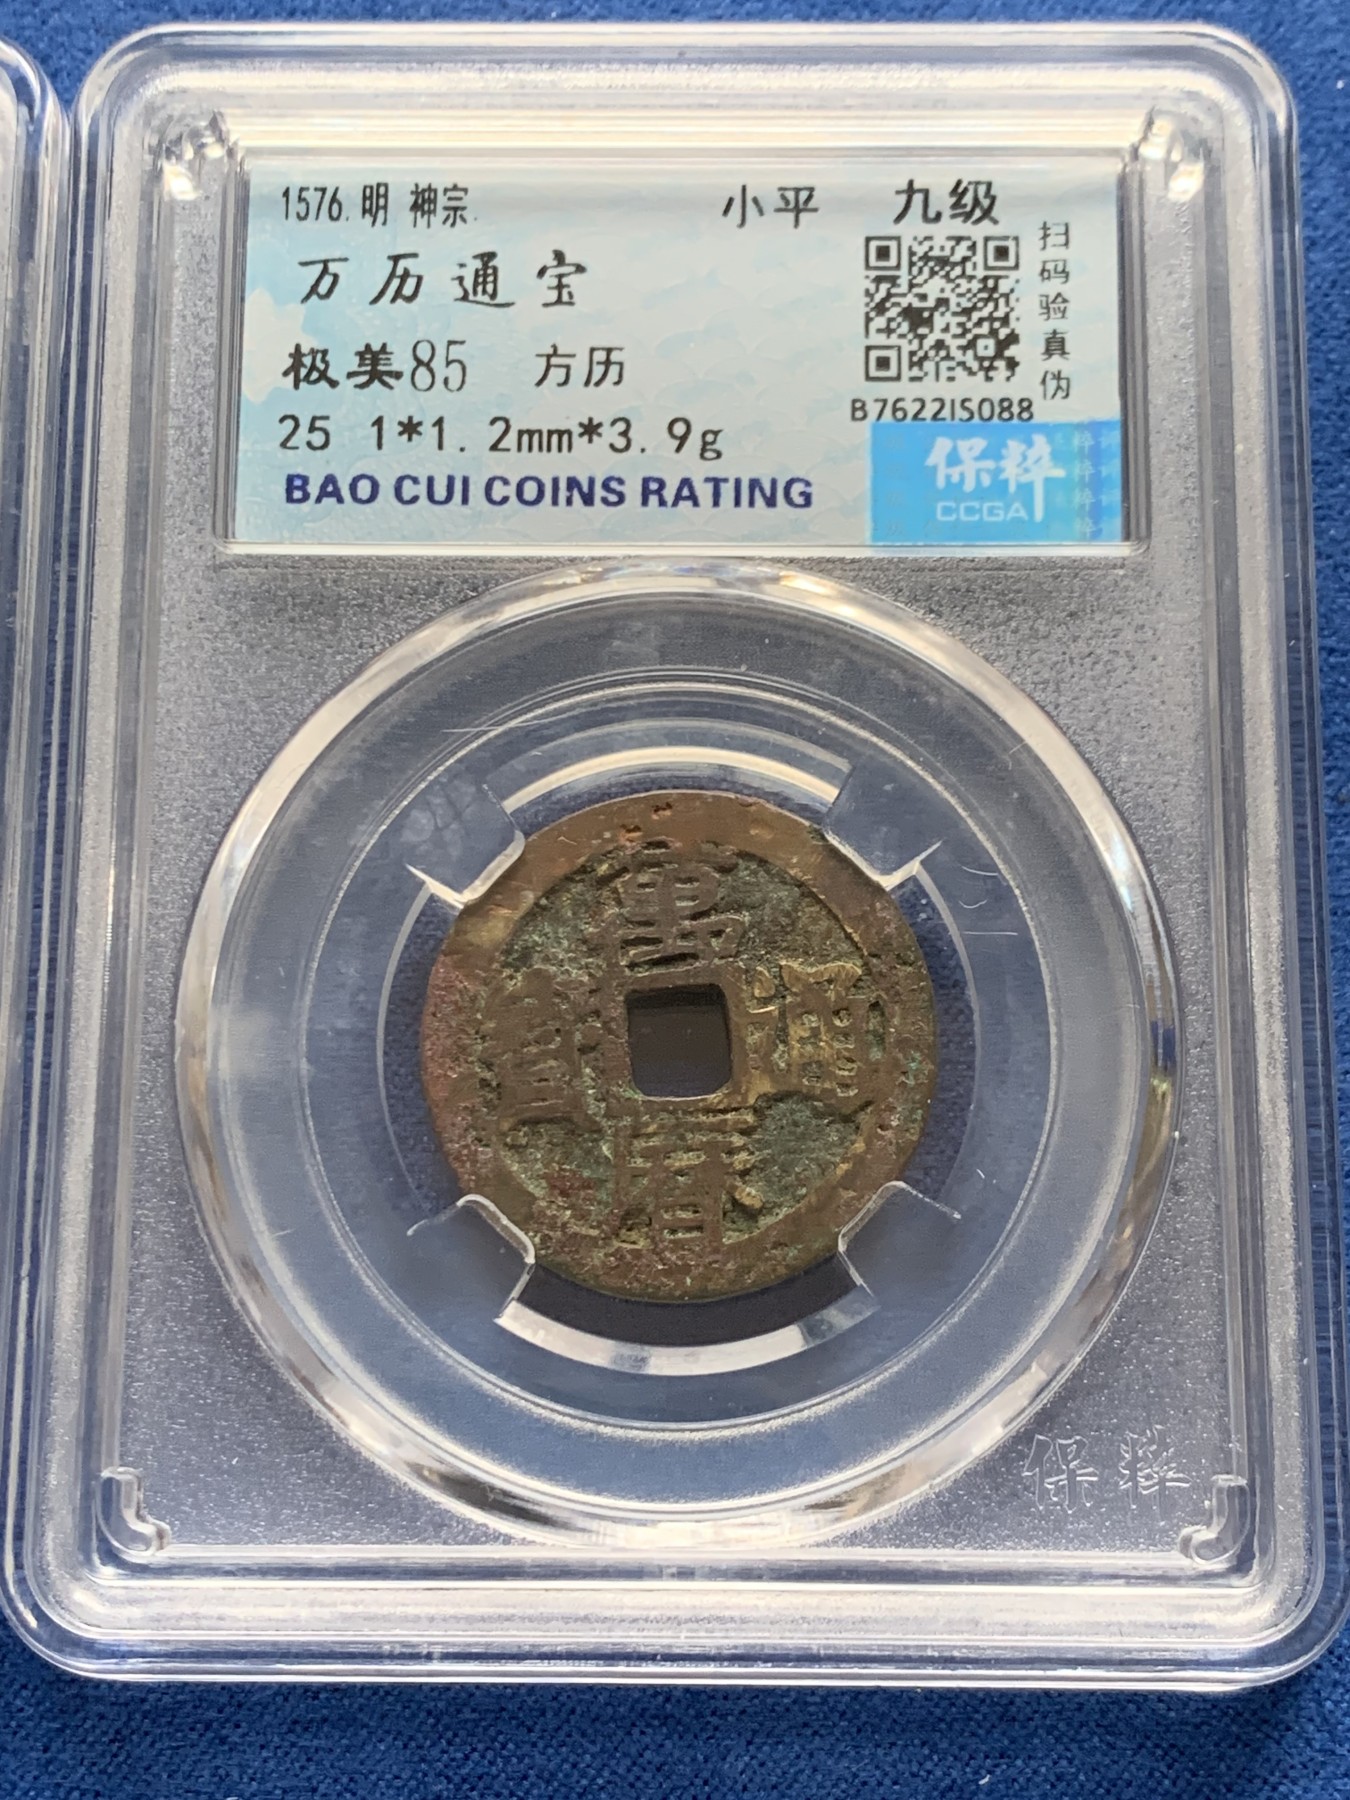 1576.明 神宗. 小平 九级
万历通宝
扫码验真伪
极美85 方历
B7622IS088
25 1*1.2mm*3.9g
BAO CUI COINS RATING
保粹
CCGA
萬
寶 通
曆
保粹